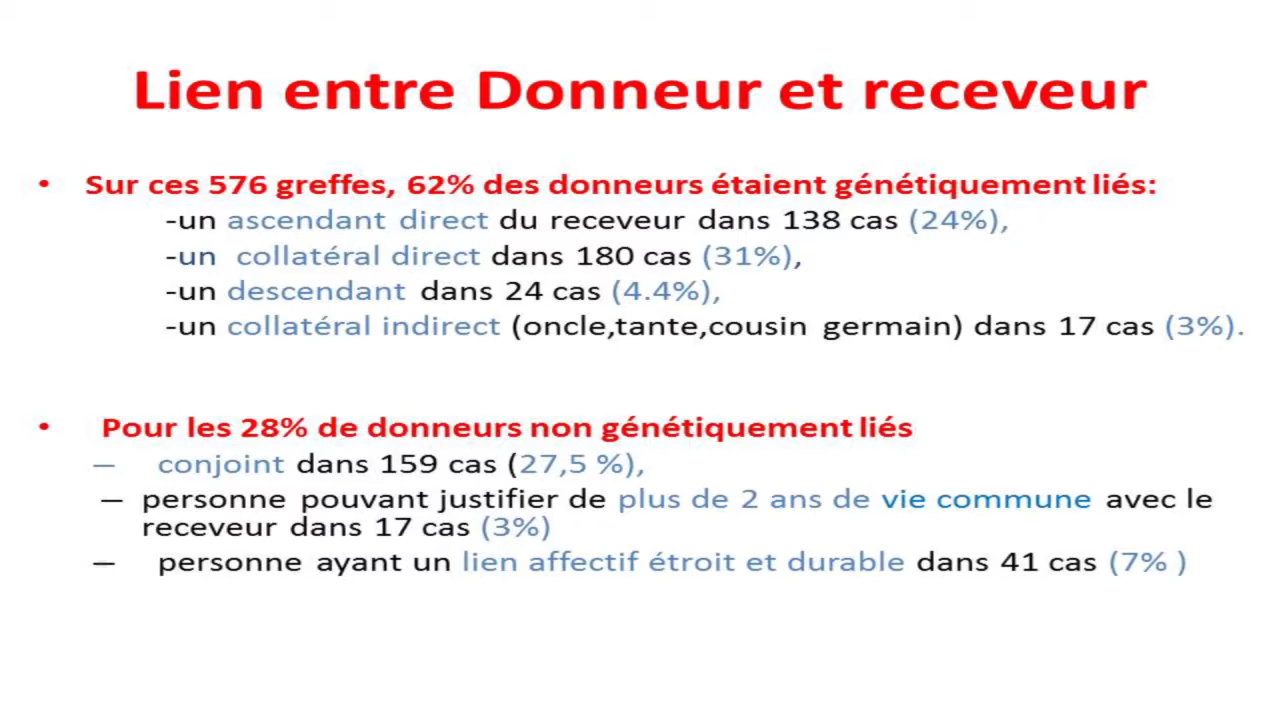 Lien entre Donneur et receveur
• Sur ces 576 greffes, 62% des donneurs étaient génétiquement liés:
-un ascendant direct du receveur dans 138 cas (24%),
-un collatéral direct dans 180 cas (31%),
-un descendant dans 24 cas (4.4%),
-un collatéral indirect (oncle,tante,cousin germain) dans 17 cas (3%).
• Pour les 28% de donneurs non génétiquement liés
– conjoint dans 159 cas (27,5 %),
– personne pouvant justifier de plus de 2 ans de vie commune avec le
receveur dans 17 cas (3%)
– personne ayant un lien affectif étroit et durable dans 41 cas (7% )